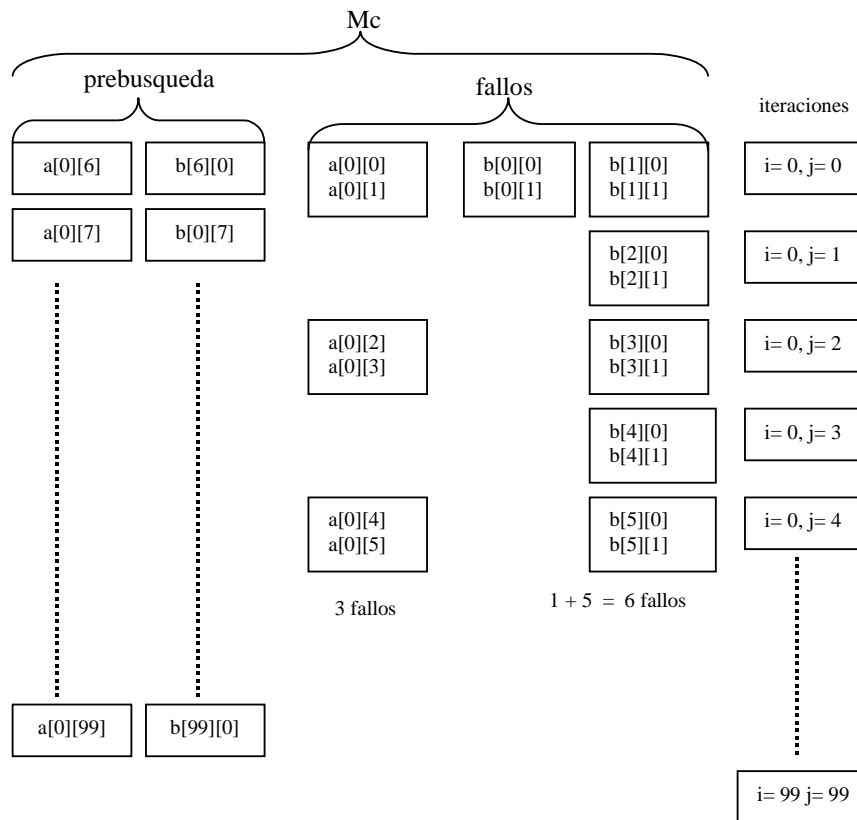 Mc
prebusqueda
fallos
iteraciones
a[0][6]
b[6][0]
a[0][0]
a[0][1]
b[0][0]
b[0][1]
b[1][0]
b[1][1]
i= 0, j= 0
a[0][7]
b[0][7]
b[2][0]
b[2][1]
i= 0, j= 1
a[0][2]
a[0][3]
b[3][0]
b[3][1]
i= 0, j= 2
b[4][0]
b[4][1]
i= 0, j= 3
a[0][4]
a[0][5]
b[5][0]
b[5][1]
i= 0, j= 4
3 fallos
1 + 5 = 6 fallos
a[0][99]
b[99][0]
i= 99 j= 99